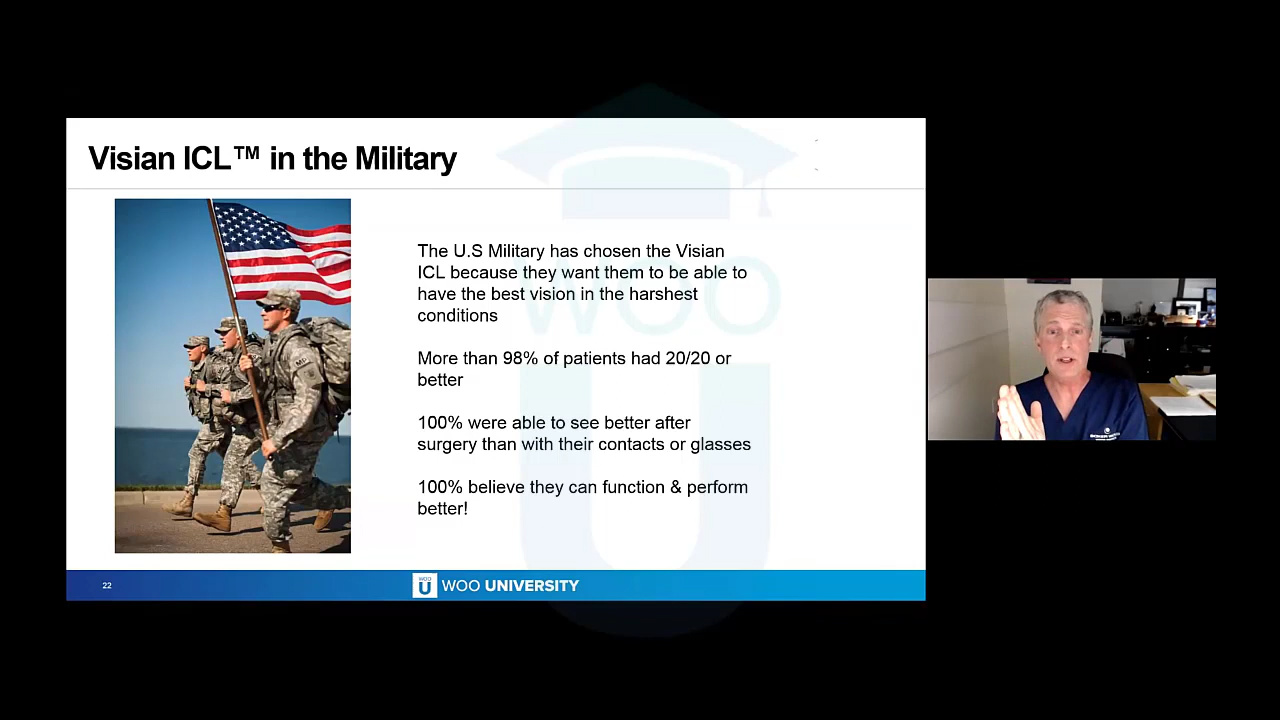 Visian ICL™ in the Military
The U.S Military has chosen the Visian
ICL because they want them to be able to
have the best vision in the harshest
conditions
More than 98% of patients had 20/20 or
better
100% were able to see better after
surgery than with their contacts or glasses
100% believe they can function & perform
better!
22
WOO
U
WOO UNIVERSITY
WOO
U
MP